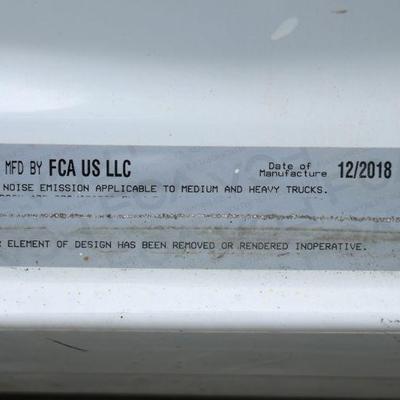 MFD BY FCA US LLC Date of Manufacture 12/2018
NOISE EMISSION APPLICABLE TO MEDIUM AND HEAVY TRUCKS.
ELEMENT OF DESIGN HAS BEEN REMOVED OR RENDERED INOPERATIVE.